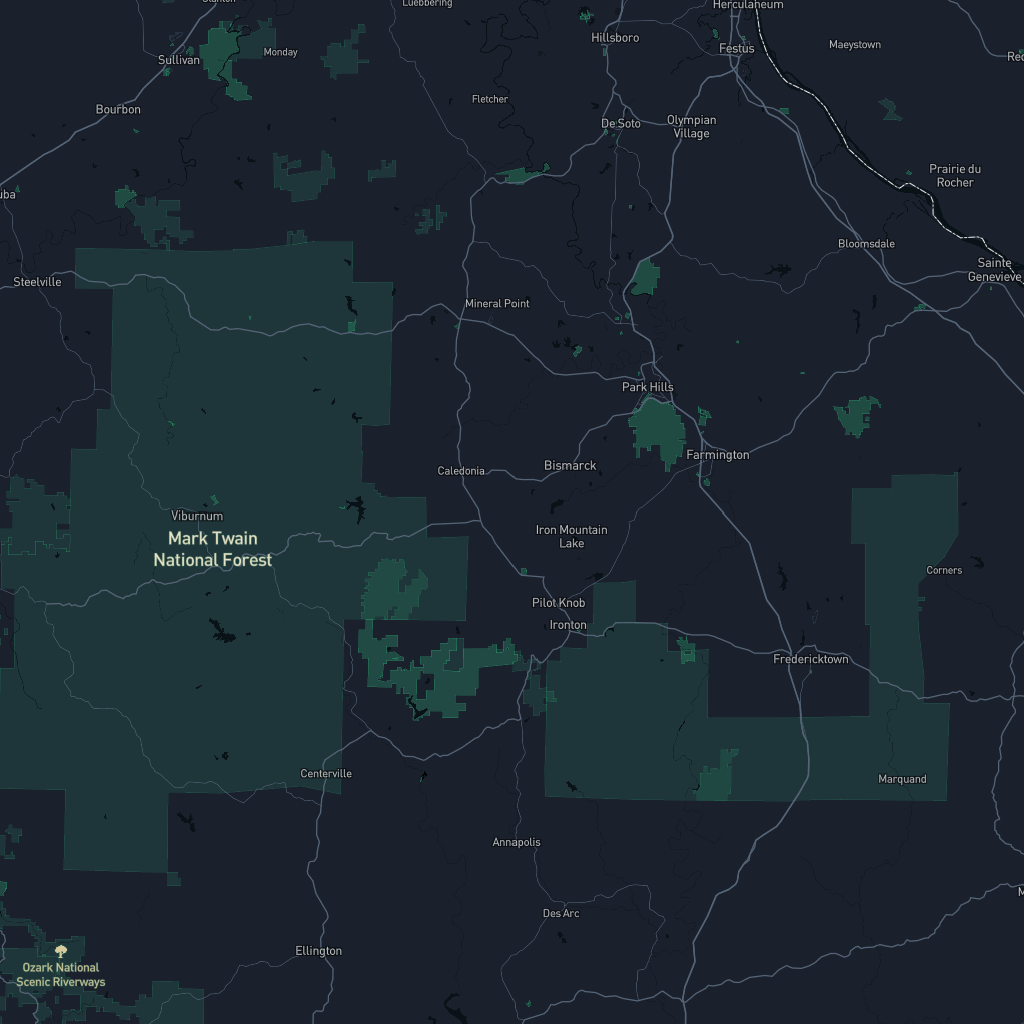 Luebbering
Herculaneum
Hillsboro
Festus
Maeystown
Monday
Sullivan
Fletcher
Bourbon
De Soto
Olympian
Village
Prairie du
Rocher
Bloomsdale
Sainte
Genevieve
Steelville
Mineral Point
Park Hills
Farmington
Caledonia
Bismarck
Viburnum
Iron Mountain
Lake
Mark Twain
National Forest
Corners
Pilot Knob
Ironton
Fredericktown
Centerville
Marquand
Annapolis
Des Arc
Ellington
Ozark National
Scenic Riverways